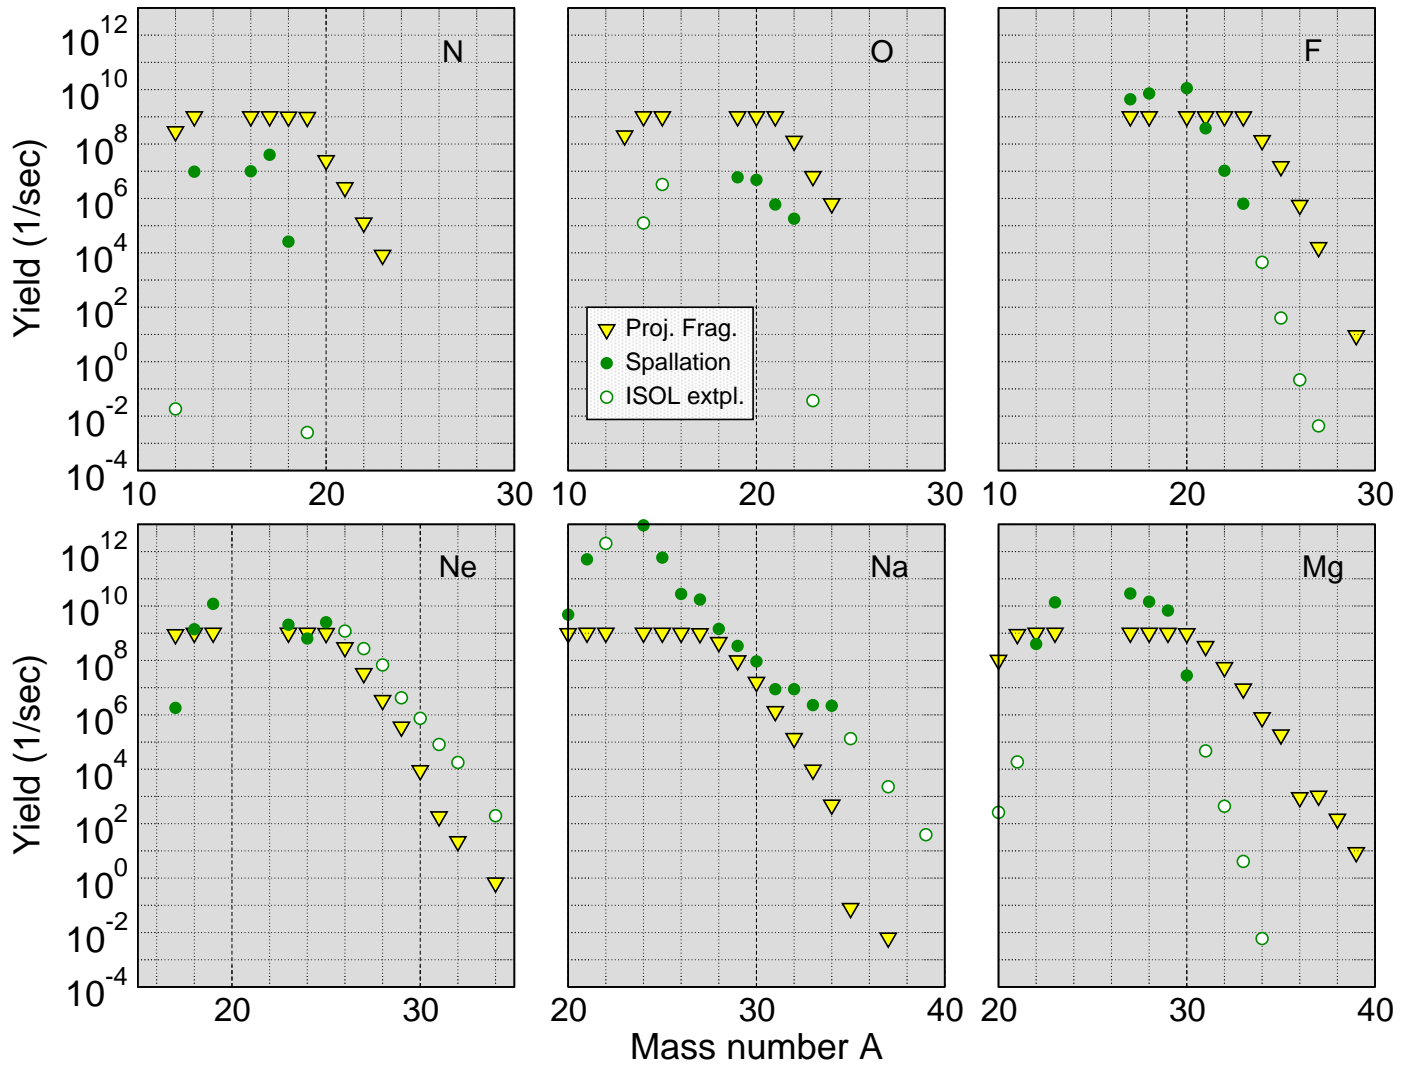 Yield (1/sec)
10^12
10^10
10^8
10^6
10^4
10^2
10^0
10^-2
10^-4
N
10 20 30
O
Proj. Frag.
Spallation
ISOL extpl.
10 20 30
F
10 20 30
Yield (1/sec)
10^12
10^10
10^8
10^6
10^4
10^2
10^0
10^-2
10^-4
Ne
20 30
Na
20 30 40
Mg
20 30 40
Mass number A